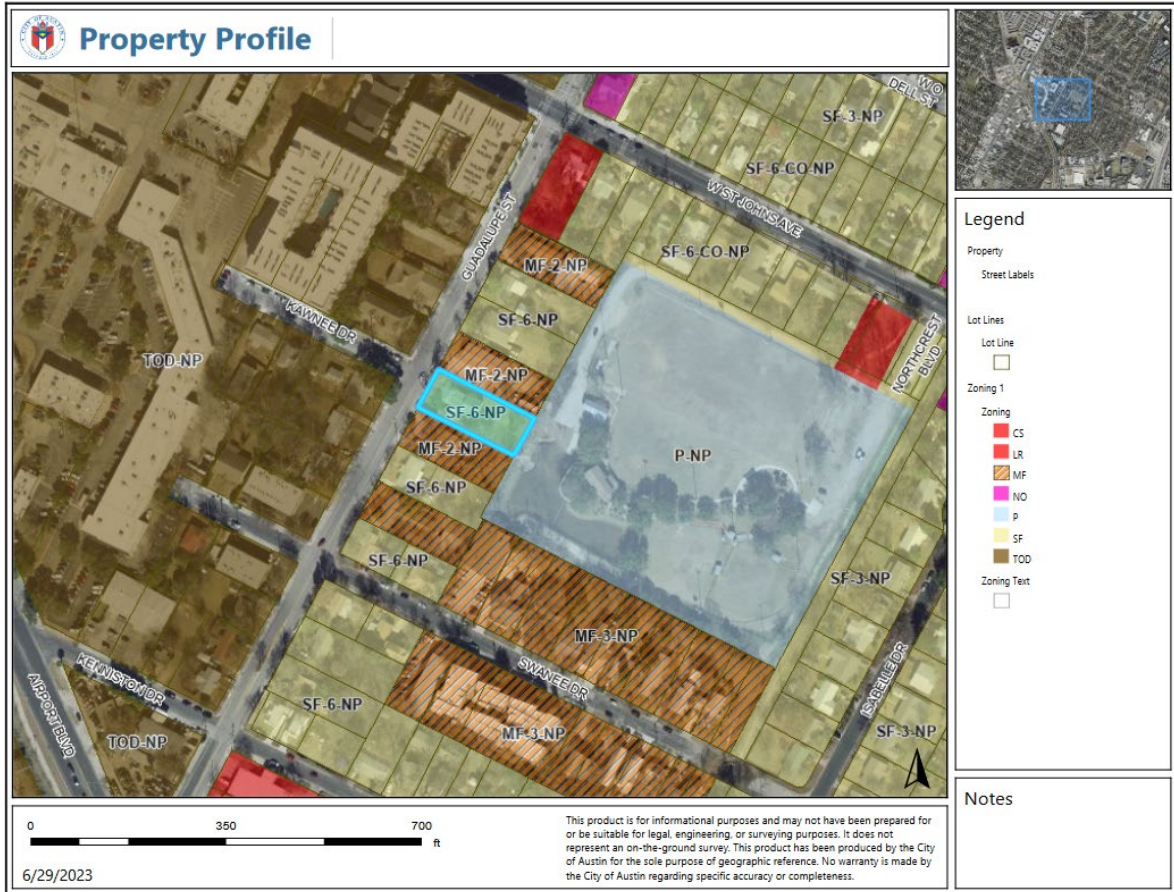 Property Profile
W O
DELL ST
SF-3-NP
SF-6-CO-NP
W ST JOHNS AVE
GUADALUPE ST
SF-6-CO-NP
MF-2-NP
SF-6-NP
KAWNEE DR
NORTHCREST
BLVD
TOD-NP
MF-2-NP
SF-6-NP
MF-2-NP
P-NP
SF-6-NP
SF-6-NP
SF-3-NP
MF-3-NP
SWANEE DR
KENNISTON DR
ISABELLE DR
AIRPORT BLVD
SF-6-NP
TOD-NP
MF-3-NP
SF-3-NP
Legend
Property
Street Labels
Lot Lines
Lot Line
Zoning 1
Zoning
CS
LR
MF
NO
P
SF
TOD
Zoning Text
Notes
0 350 700
ft
6/29/2023
This product is for informational purposes and may not have been prepared for
or be suitable for legal, engineering, or surveying purposes. It does not
represent an on-the-ground survey. This product has been produced by the City
of Austin for the sole purpose of geographic reference. No warranty is made by
the City of Austin regarding specific accuracy or completeness.